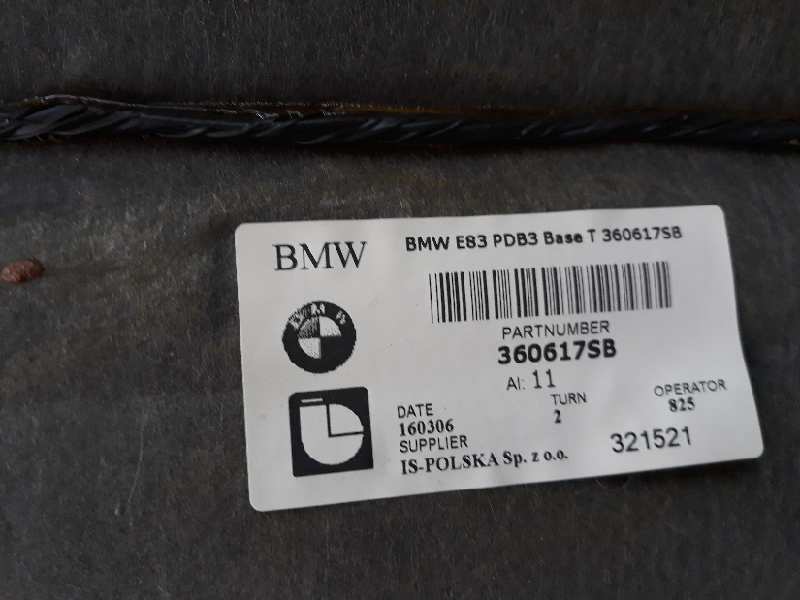 BMW
BMW E83 PDB3 Base T 360617SB
PARTNUMBER
360617SB
AI: 11
DATE
160306
TURN
2
OPERATOR
825
SUPPLIER
IS-POLSKA Sp. z o.o.
321521